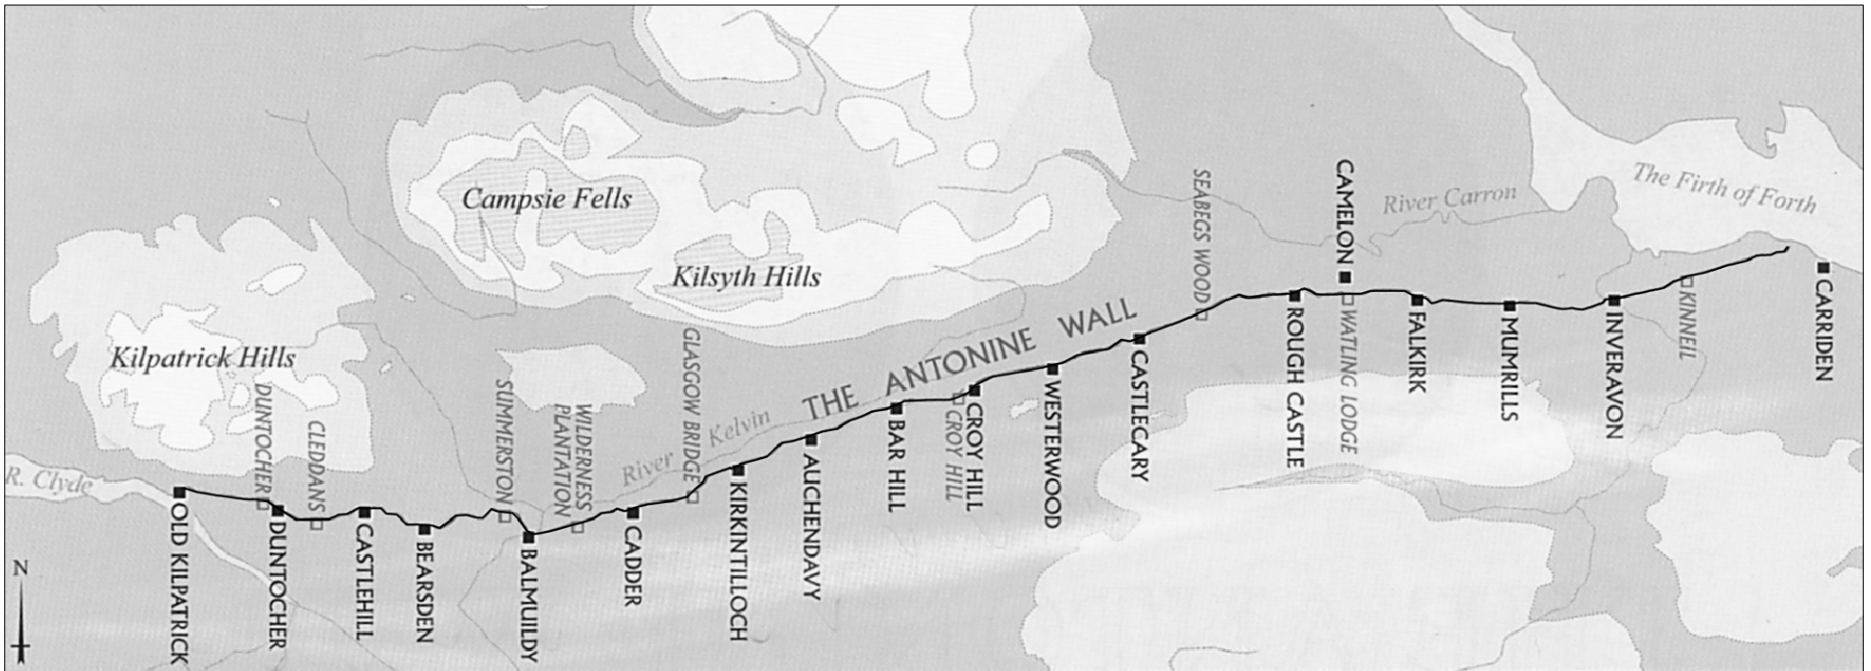 Campsie Fells
Kilsyth Hills
Kilpatrick Hills
The Firth of Forth
River Carron
R. Clyde
River Kelvin
THE ANTONINE WALL
N
OLD KILPATRICK
DUNTOCHER
DUNTOCHER
CLEDDANS
CASTLEHILL
BEARSDEN
SUMMERSTON
BALMUILDY
WILDERNESS
PLANTATION
CADDER
GLASGOW BRIDGE
KIRKINTILLOCH
AUCHENDAVY
BAR HILL
CROY HILL
CROY HILL
WESTERWOOD
CASTLECARY
SEABEGS WOOD
ROUGH CASTLE
CAMELON
WATLING LODGE
FALKIRK
MUMRILLS
INVERAVON
KINNEIL
CARRIDEN